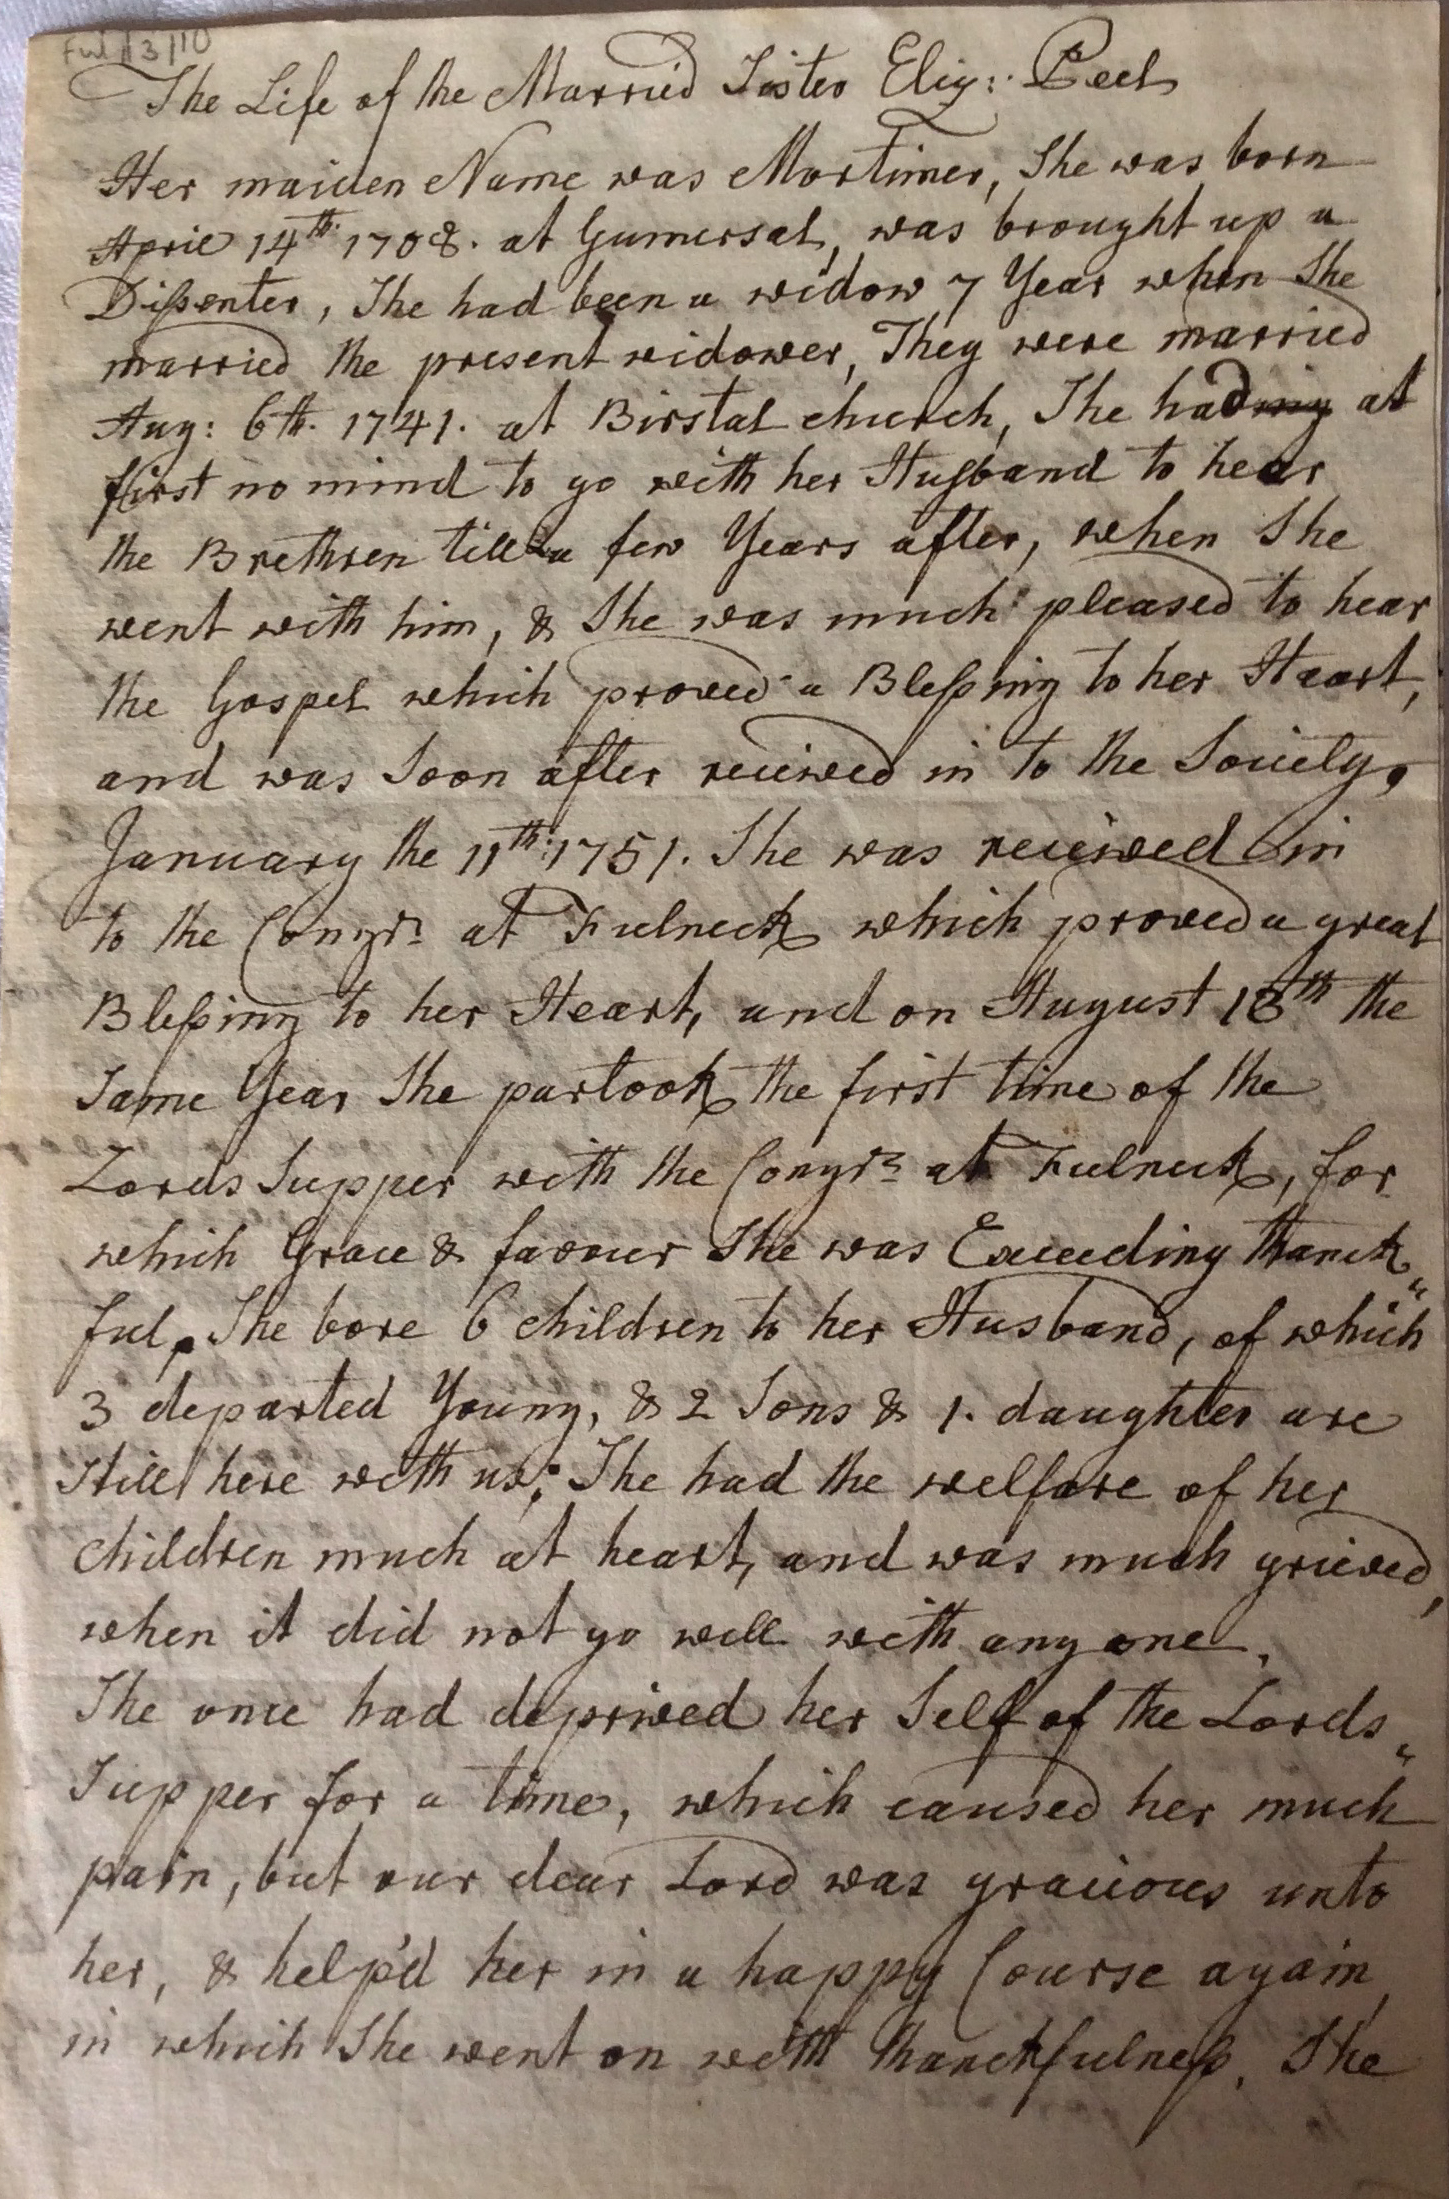 Ful 13/10
The Life of the Married Sister Eliz: Peel
Her maiden Name was Mortimer, She was born
April 14th. 1708. at Gumersal, was brought up a
Dissenter, She had been a widow 7 Year when She
married the present widower, They were married
Aug: 6th. 1741. at Birstal church, She had at
first no mind to go with her Husband to hear
the Brethren till a few Years after, when She
went with him, & She was much pleased to hear
the Gospel which proved a Blessing to her Heart,
and was Soon after received in to the Society,
January the 11th: 1751. She was received in
to the Congrn at Fulneck which proved a great
Blessing to her Heart, and on August 18th the
Same Year She partook the first time of the
Lords Supper with the Congrn at Fulneck, for
which Grace & favour She was Exceeding thanck„
ful, She bore 6 children to her Husband, of which
3 departed Young, & 2 Sons & 1. daughter are
Still here with us; She had the welfare of her
children much at heart, and was much grieved,
when it did not go well with any one.
She once had deprived her Self of the Lords„
Supper for a time, which caused her much
pain, but our dear Lord was gracious unto
her, & help'd her in a happy Course again,
in which She went on with thanckfulness. She